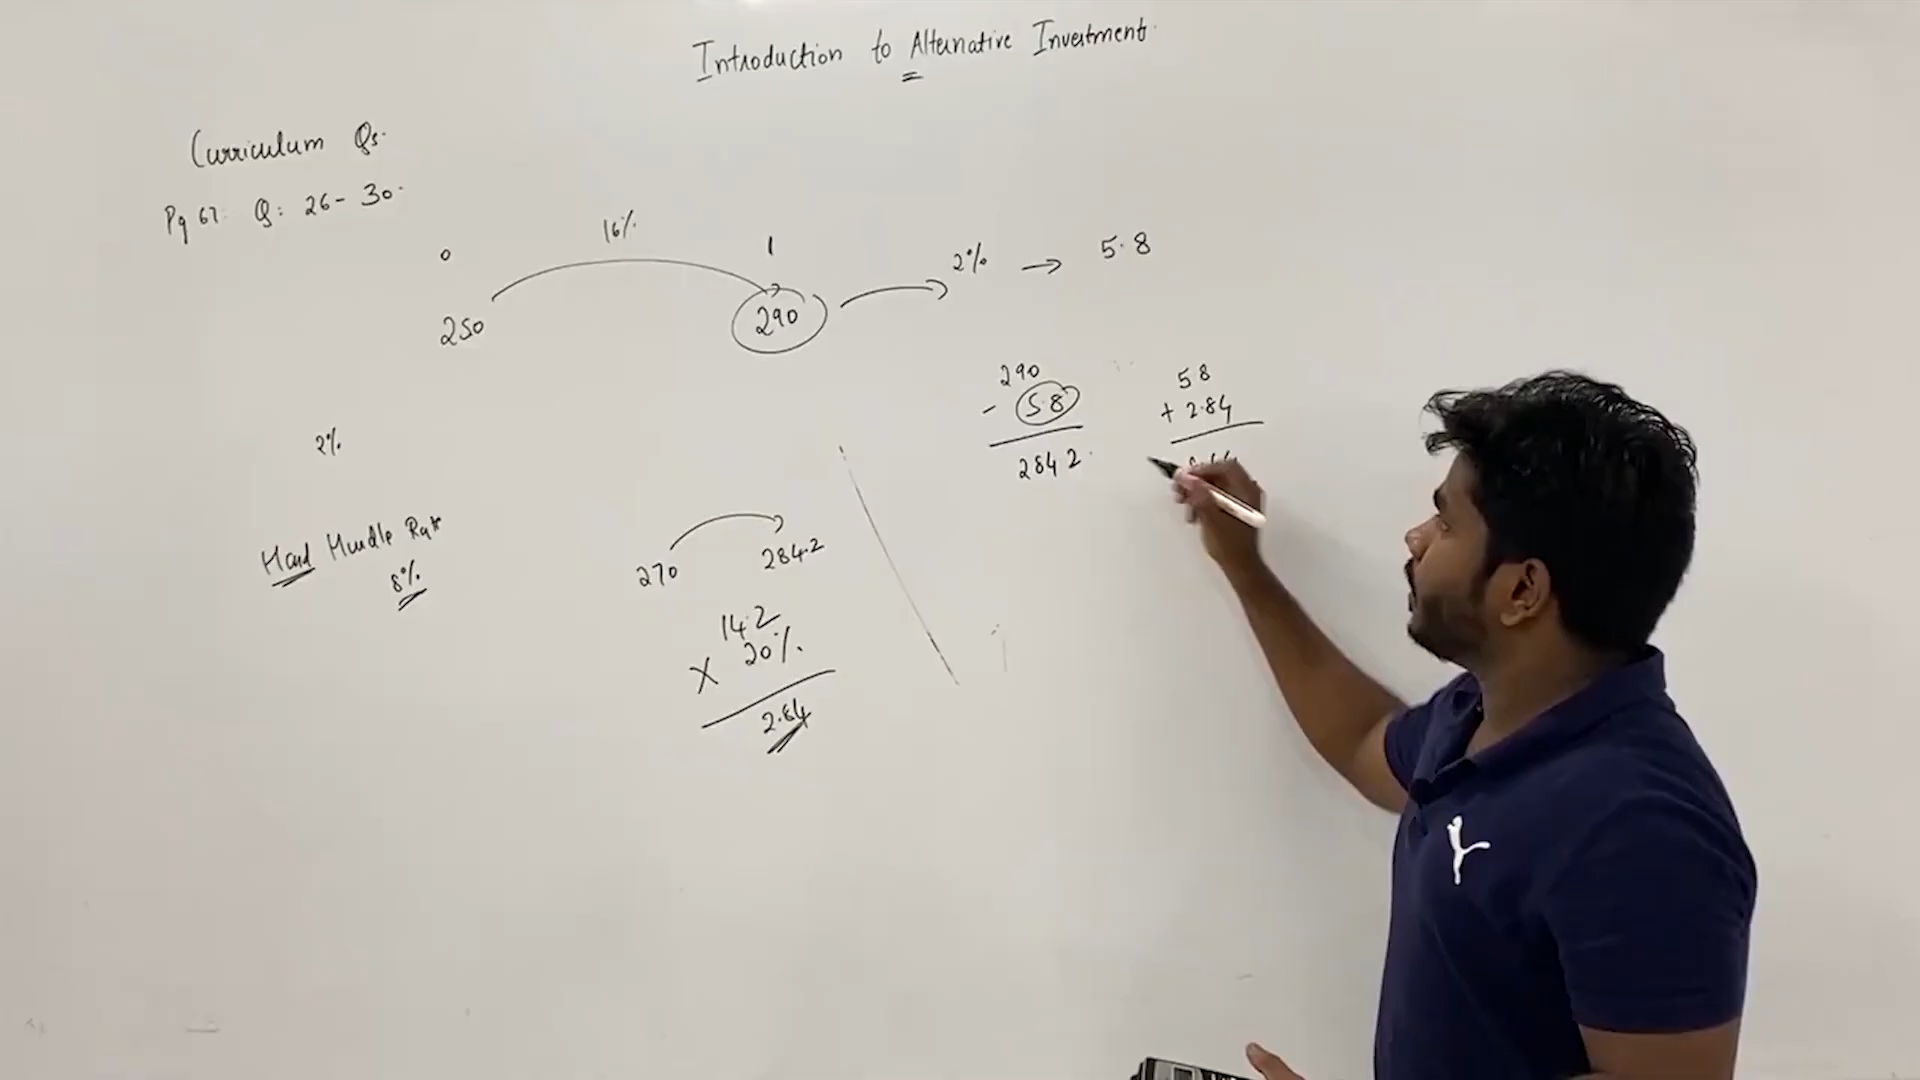 Introduction to Alternative Investment.
Curriculum Qs.
Pg 67: Q: 26-30.
0 16% 1
250 290 2% → 5.8
290
- 5.8
284 2.
5 8
+ 2.84
2%
Hard Hurdle Rate
8%
270 284.2
14.2
X 20%
2.84